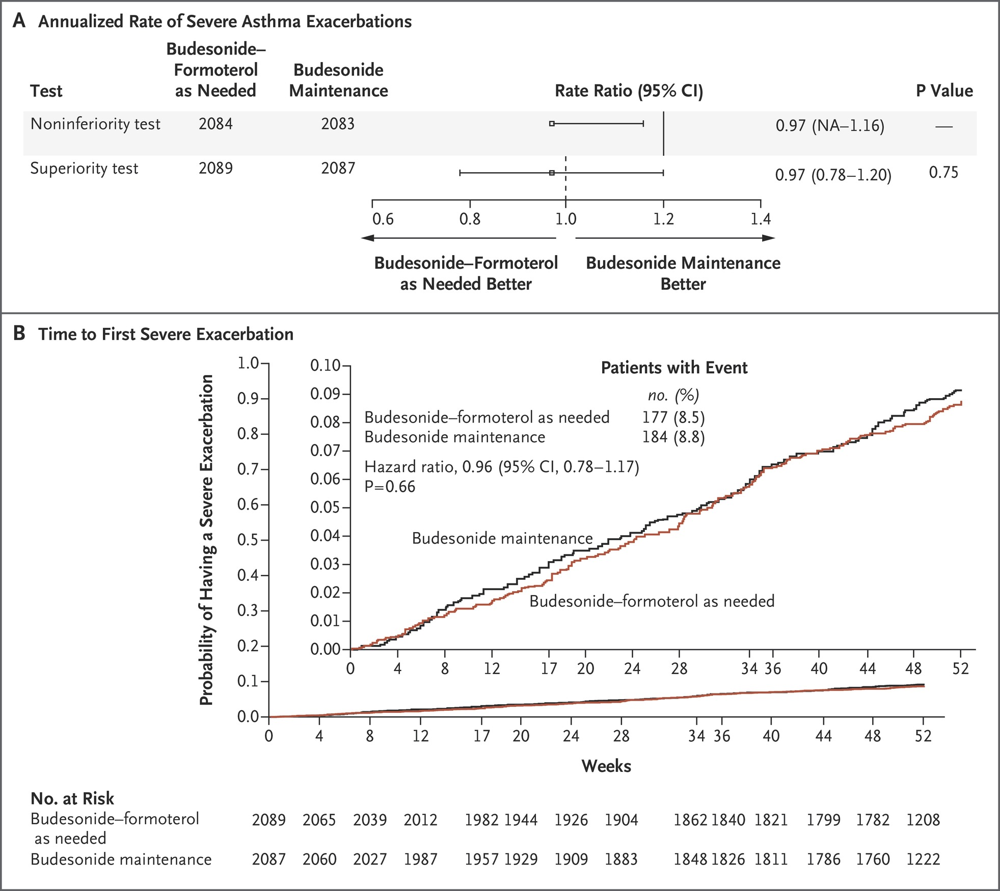 A Annualized Rate of Severe Asthma Exacerbations
Test
Budesonide–
Formoterol
as Needed
Budesonide
Maintenance
Rate Ratio (95% CI)
P Value
Noninferiority test 2084 2083 0.97 (NA–1.16) —
Superiority test 2089 2087 0.97 (0.78–1.20) 0.75
0.6 0.8 1.0 1.2 1.4
Budesonide–Formoterol
as Needed Better
Budesonide Maintenance
Better
B Time to First Severe Exacerbation
Probability of Having a Severe Exacerbation
1.0
0.9
0.8
0.7
0.6
0.5
0.4
0.3
0.2
0.1
0.0
0.10
0.09
0.08
0.07
0.06
0.05
0.04
0.03
0.02
0.01
0.00
Patients with Event
no. (%)
Budesonide–formoterol as needed 177 (8.5)
Budesonide maintenance 184 (8.8)
Hazard ratio, 0.96 (95% CI, 0.78–1.17)
P=0.66
Budesonide maintenance
Budesonide–formoterol as needed
0 4 8 12 17 20 24 28 34 36 40 44 48 52
0 4 8 12 17 20 24 28 34 36 40 44 48 52
Weeks
No. at Risk
Budesonide–formoterol
as needed
2089 2065 2039 2012 1982 1944 1926 1904 1862 1840 1821 1799 1782 1208
Budesonide maintenance 2087 2060 2027 1987 1957 1929 1909 1883 1848 1826 1811 1786 1760 1222